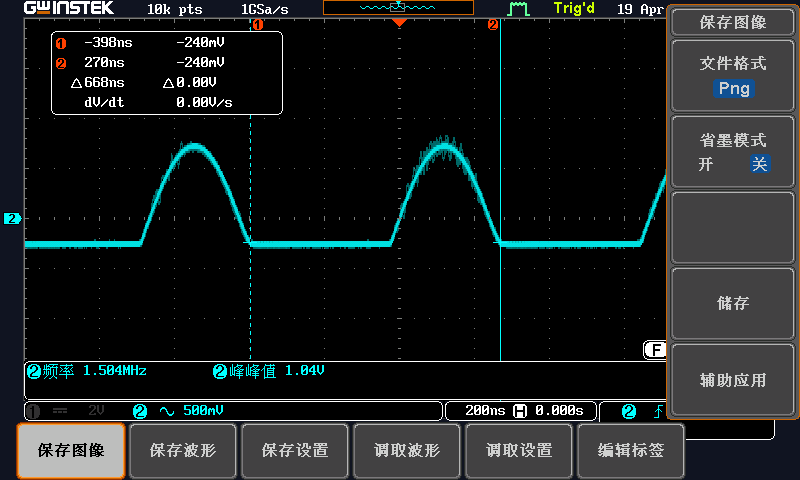 GWINSTEK 10k pts 1GSa/s Trig'd 19 Apr
1 2
1 -398ns -240mV
2 270ns -240mV
△668ns △0.00V
dV/dt 0.00V/s
2
F
2 频率 1.504MHz 2 峰峰值 1.04V
1 2V 2 500mV 200ns H 0.000s 2
保存图像
文件格式
Png
省墨模式
开 关
储存
辅助应用
保存图像 保存波形 保存设置 调取波形 调取设置 编辑标签